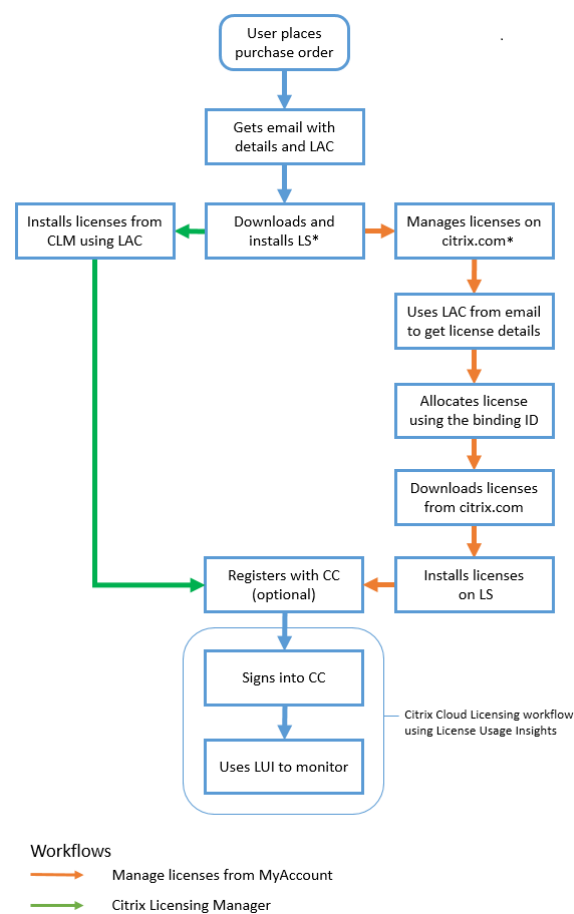 User places
purchase order
Gets email with
details and LAC
Installs licenses from
CLM using LAC
Downloads and
installs LS*
Manages licenses on
citrix.com*
Uses LAC from email
to get license details
Allocates license
using the binding ID
Downloads licenses
from citrix.com
Registers with CC
(optional)
Installs licenses
on LS
Signs into CC
Citrix Cloud Licensing workflow
using License Usage Insights
Uses LUI to monitor
Workflows
Manage licenses from MyAccount
Citrix Licensing Manager